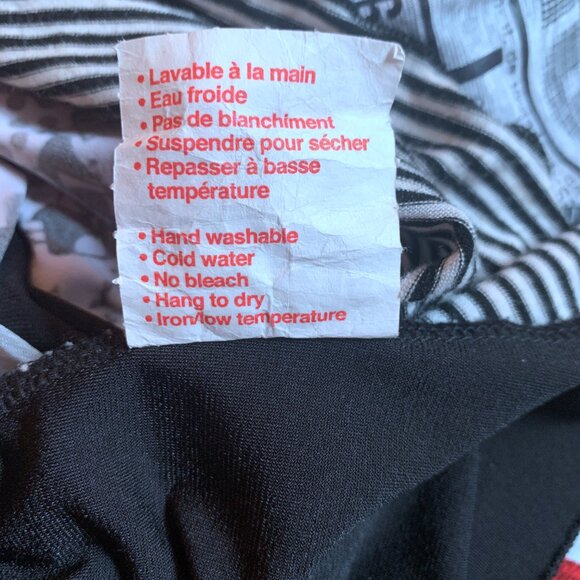 • Lavable à la main
• Eau froide
• Pas de blanchiment
• Suspendre pour sécher
• Repasser à basse
température
• Hand washable
• Cold water
• No bleach
• Hang to dry
• Iron/low temperature